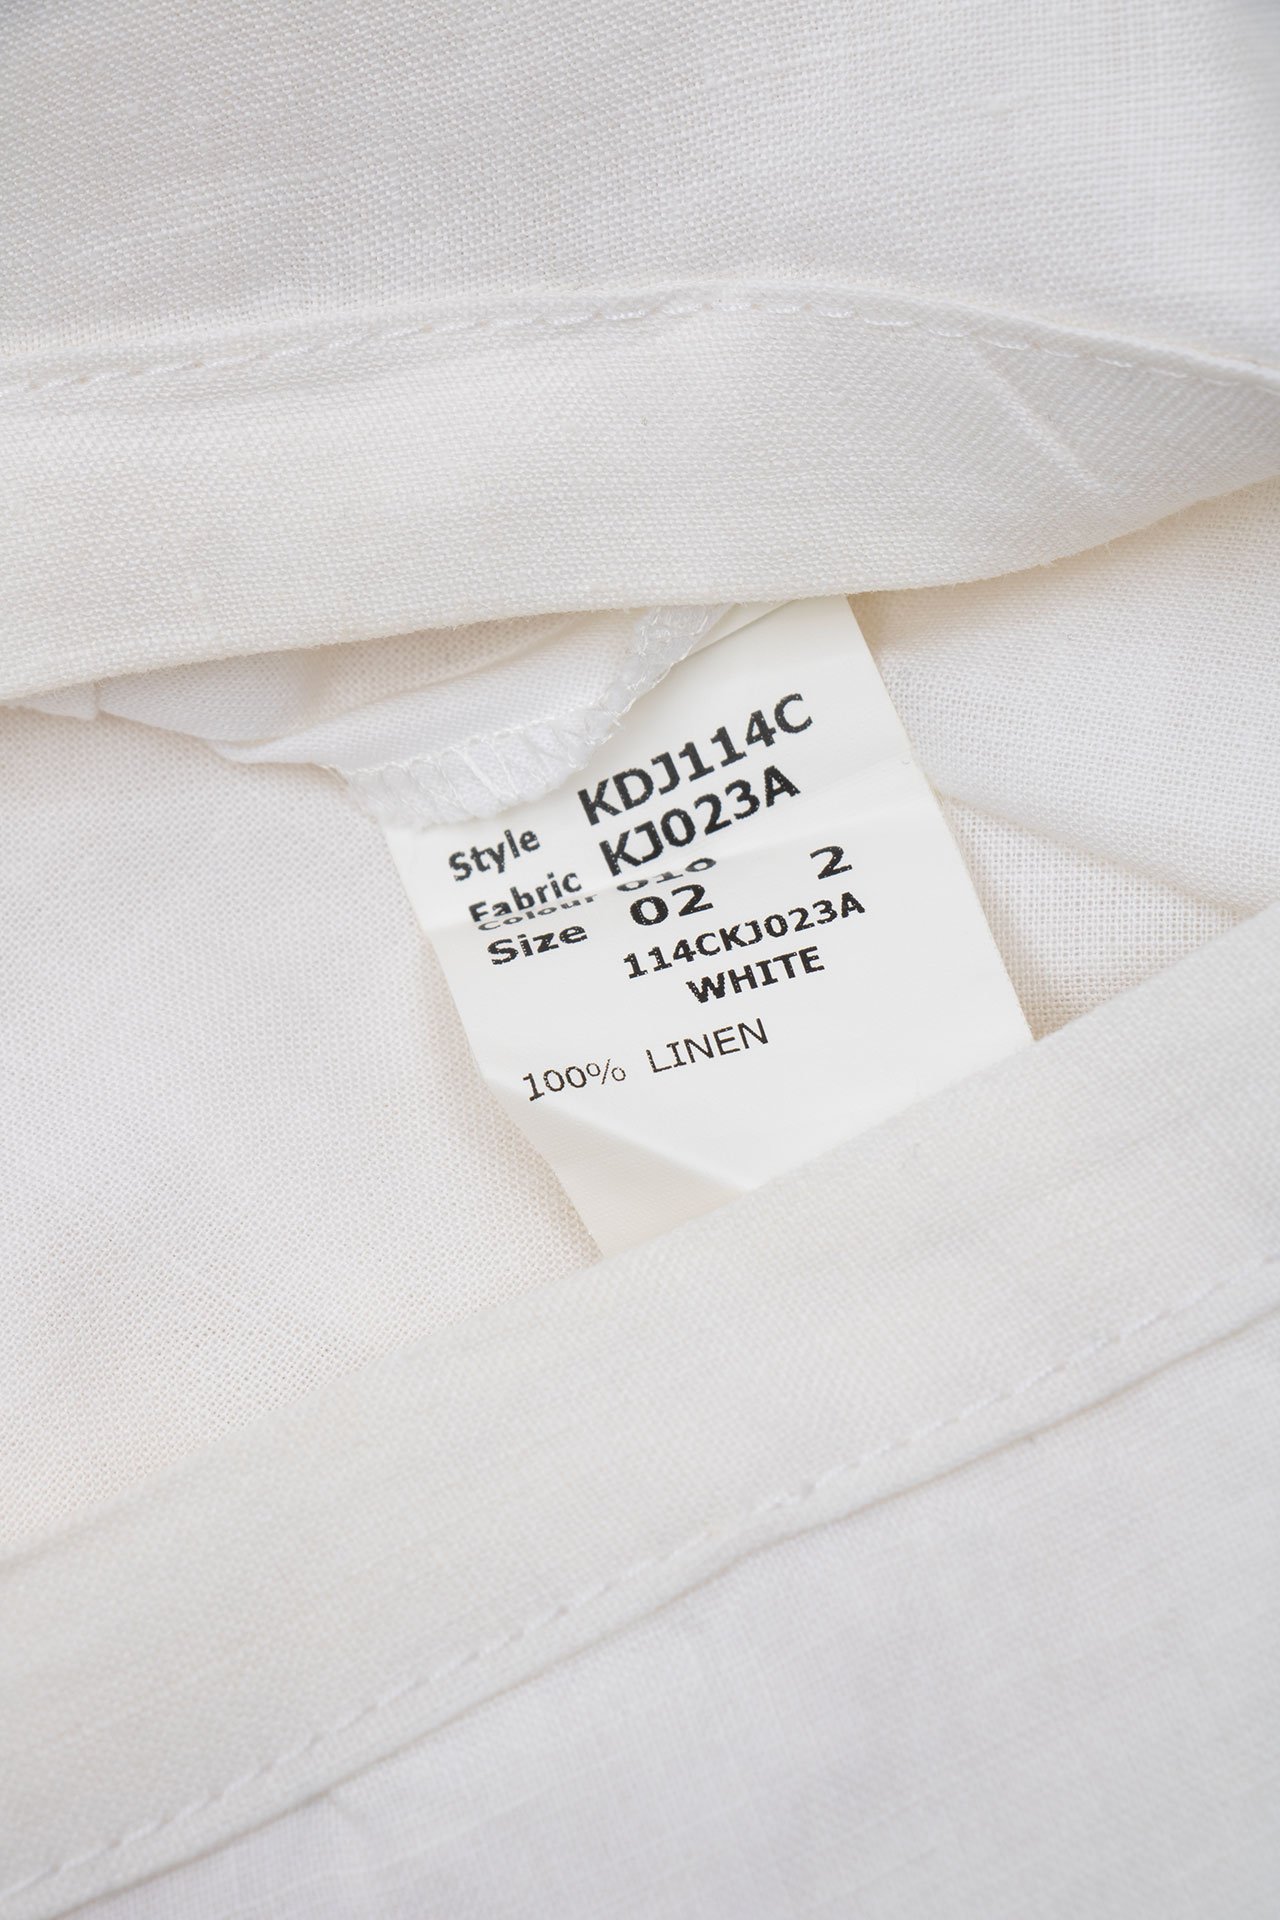 Style KDJ114C
Fabric KJ023A
Colour 010
Size 02 2
114CKJ023A
WHITE
100% LINEN